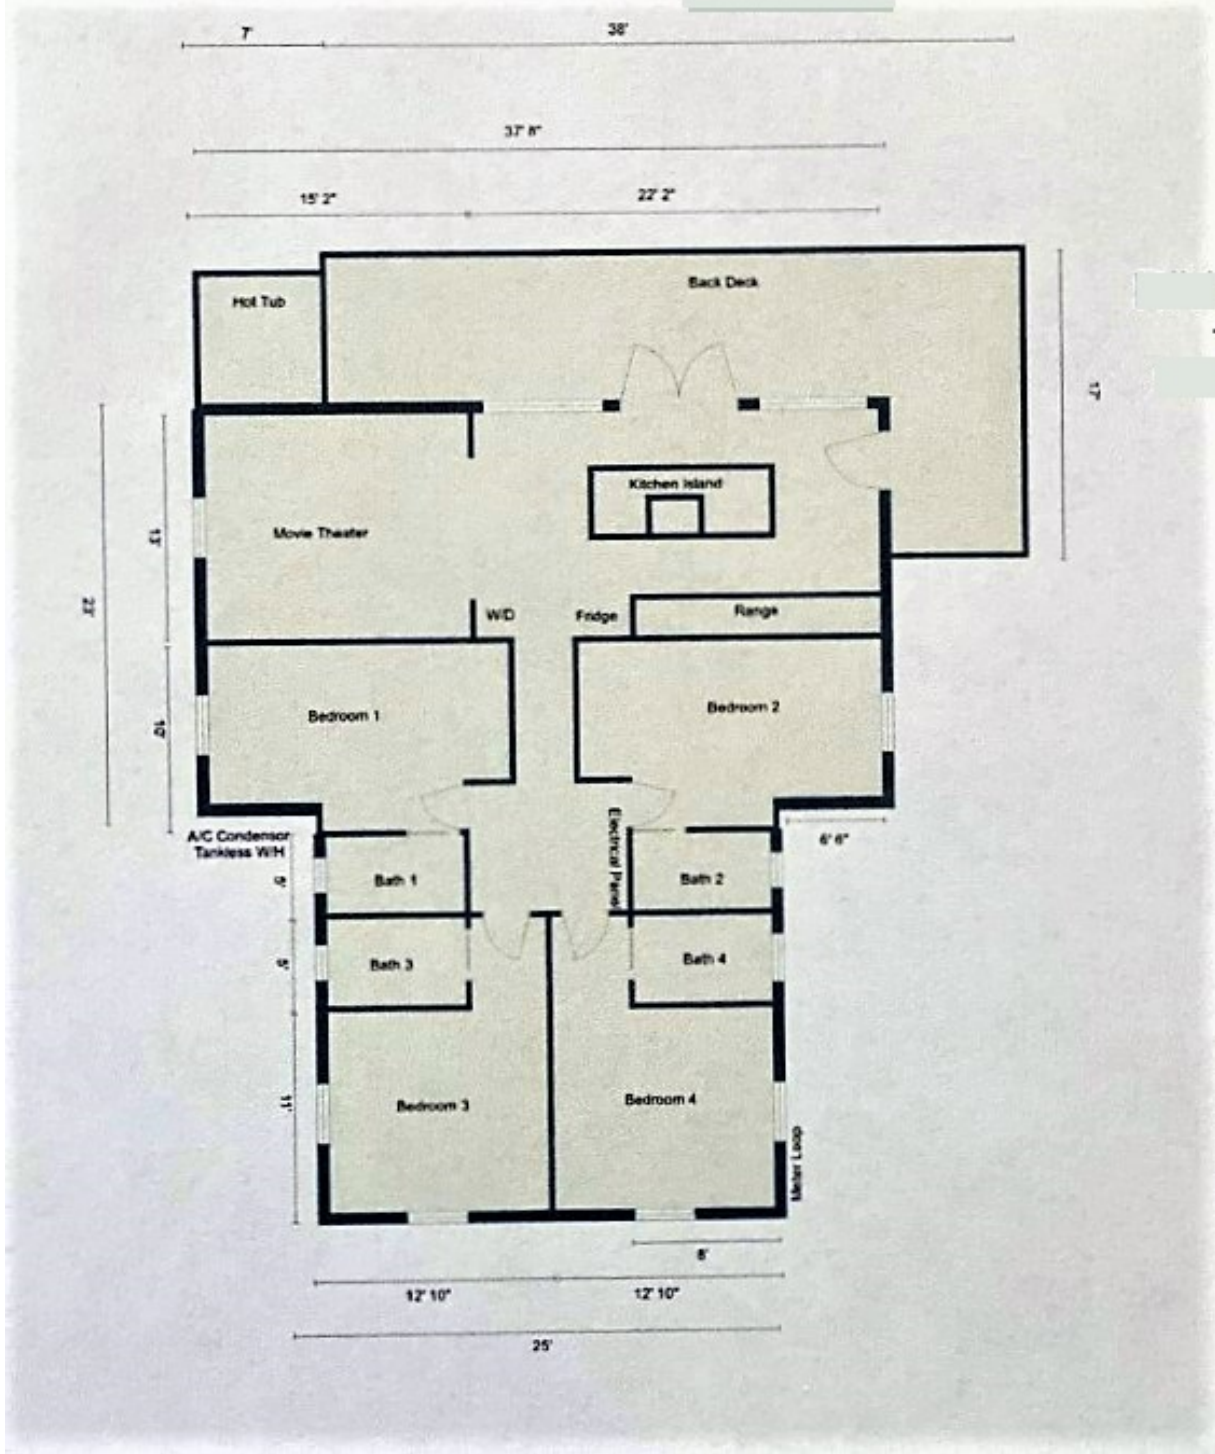 7'
38'
37' 8"
15' 2"
22' 2"
Hot Tub
Back Deck
17'
Kitchen Island
Movie Theater
13'
23'
W/D
Fridge
Range
Bedroom 1
Bedroom 2
10'
A/C Condensor
Tankless W/H
Electrical Panel
6' 6"
Bath 1
Bath 2
Bath 3
Bath 4
5'
11'
Bedroom 3
Bedroom 4
Meter Loop
8'
12' 10"
12' 10"
25'